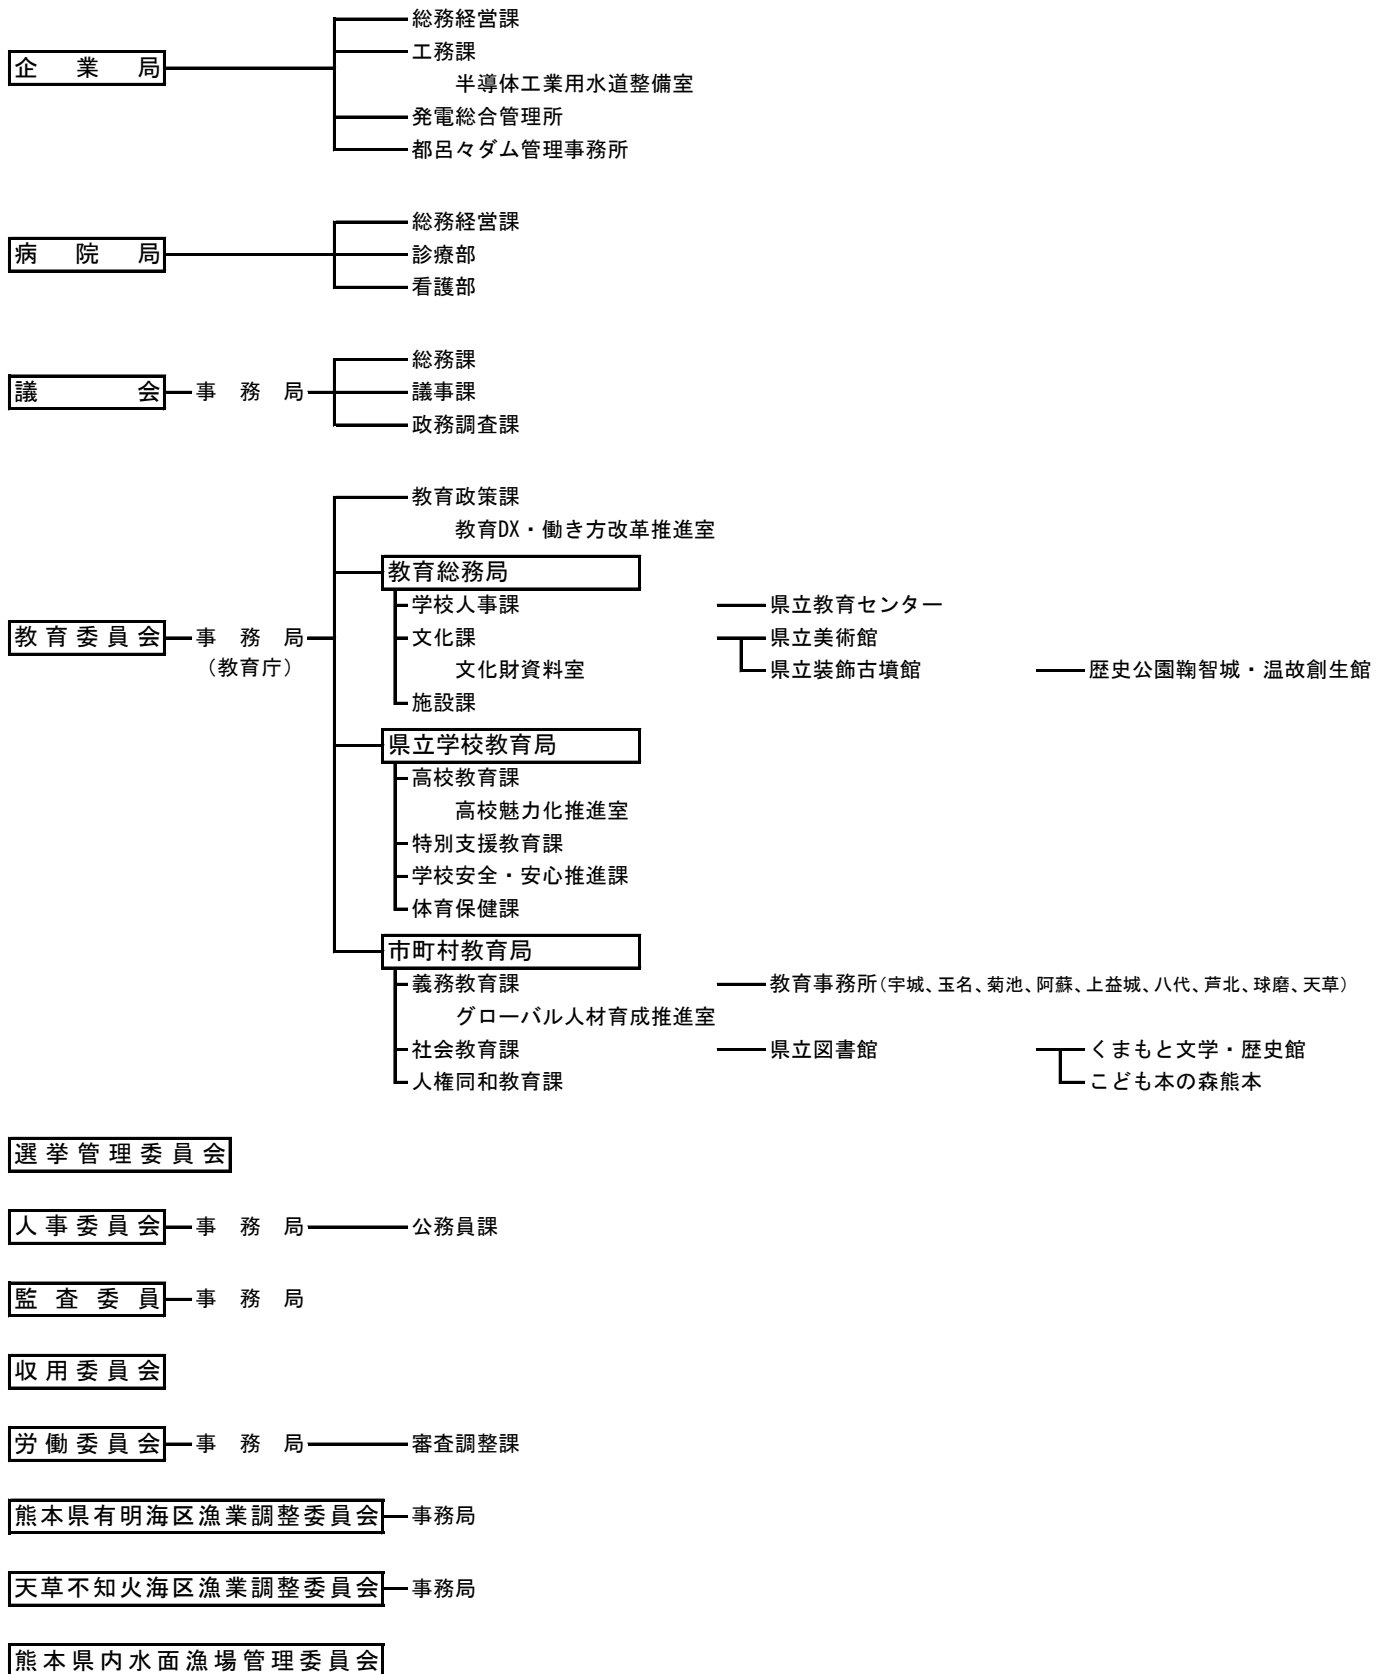 総務経営課
工務課
企業局
半導体工業用水道整備室
発電総合管理所
都呂々ダム管理事務所
総務経営課
病院局 診療部
看護部
総務課
議会 事務局 議事課
政務調査課
教育政策課
教育DX・働き方改革推進室
教育総務局
学校人事課 県立教育センター
教育委員会 事務局 文化課 県立美術館
（教育庁） 文化財資料室 県立装飾古墳館 歴史公園鞠智城・温故創生館
施設課
県立学校教育局
高校教育課
高校魅力化推進室
特別支援教育課
学校安全・安心推進課
体育保健課
市町村教育局
義務教育課 教育事務所（宇城、玉名、菊池、阿蘇、上益城、八代、芦北、球磨、天草）
グローバル人材育成推進室
社会教育課 県立図書館 くまもと文学・歴史館
人権同和教育課 こども本の森熊本
選挙管理委員会
人事委員会 事務局 公務員課
監査委員 事務局
収用委員会
労働委員会 事務局 審査調整課
熊本県有明海区漁業調整委員会 事務局
天草不知火海区漁業調整委員会 事務局
熊本県内水面漁場管理委員会